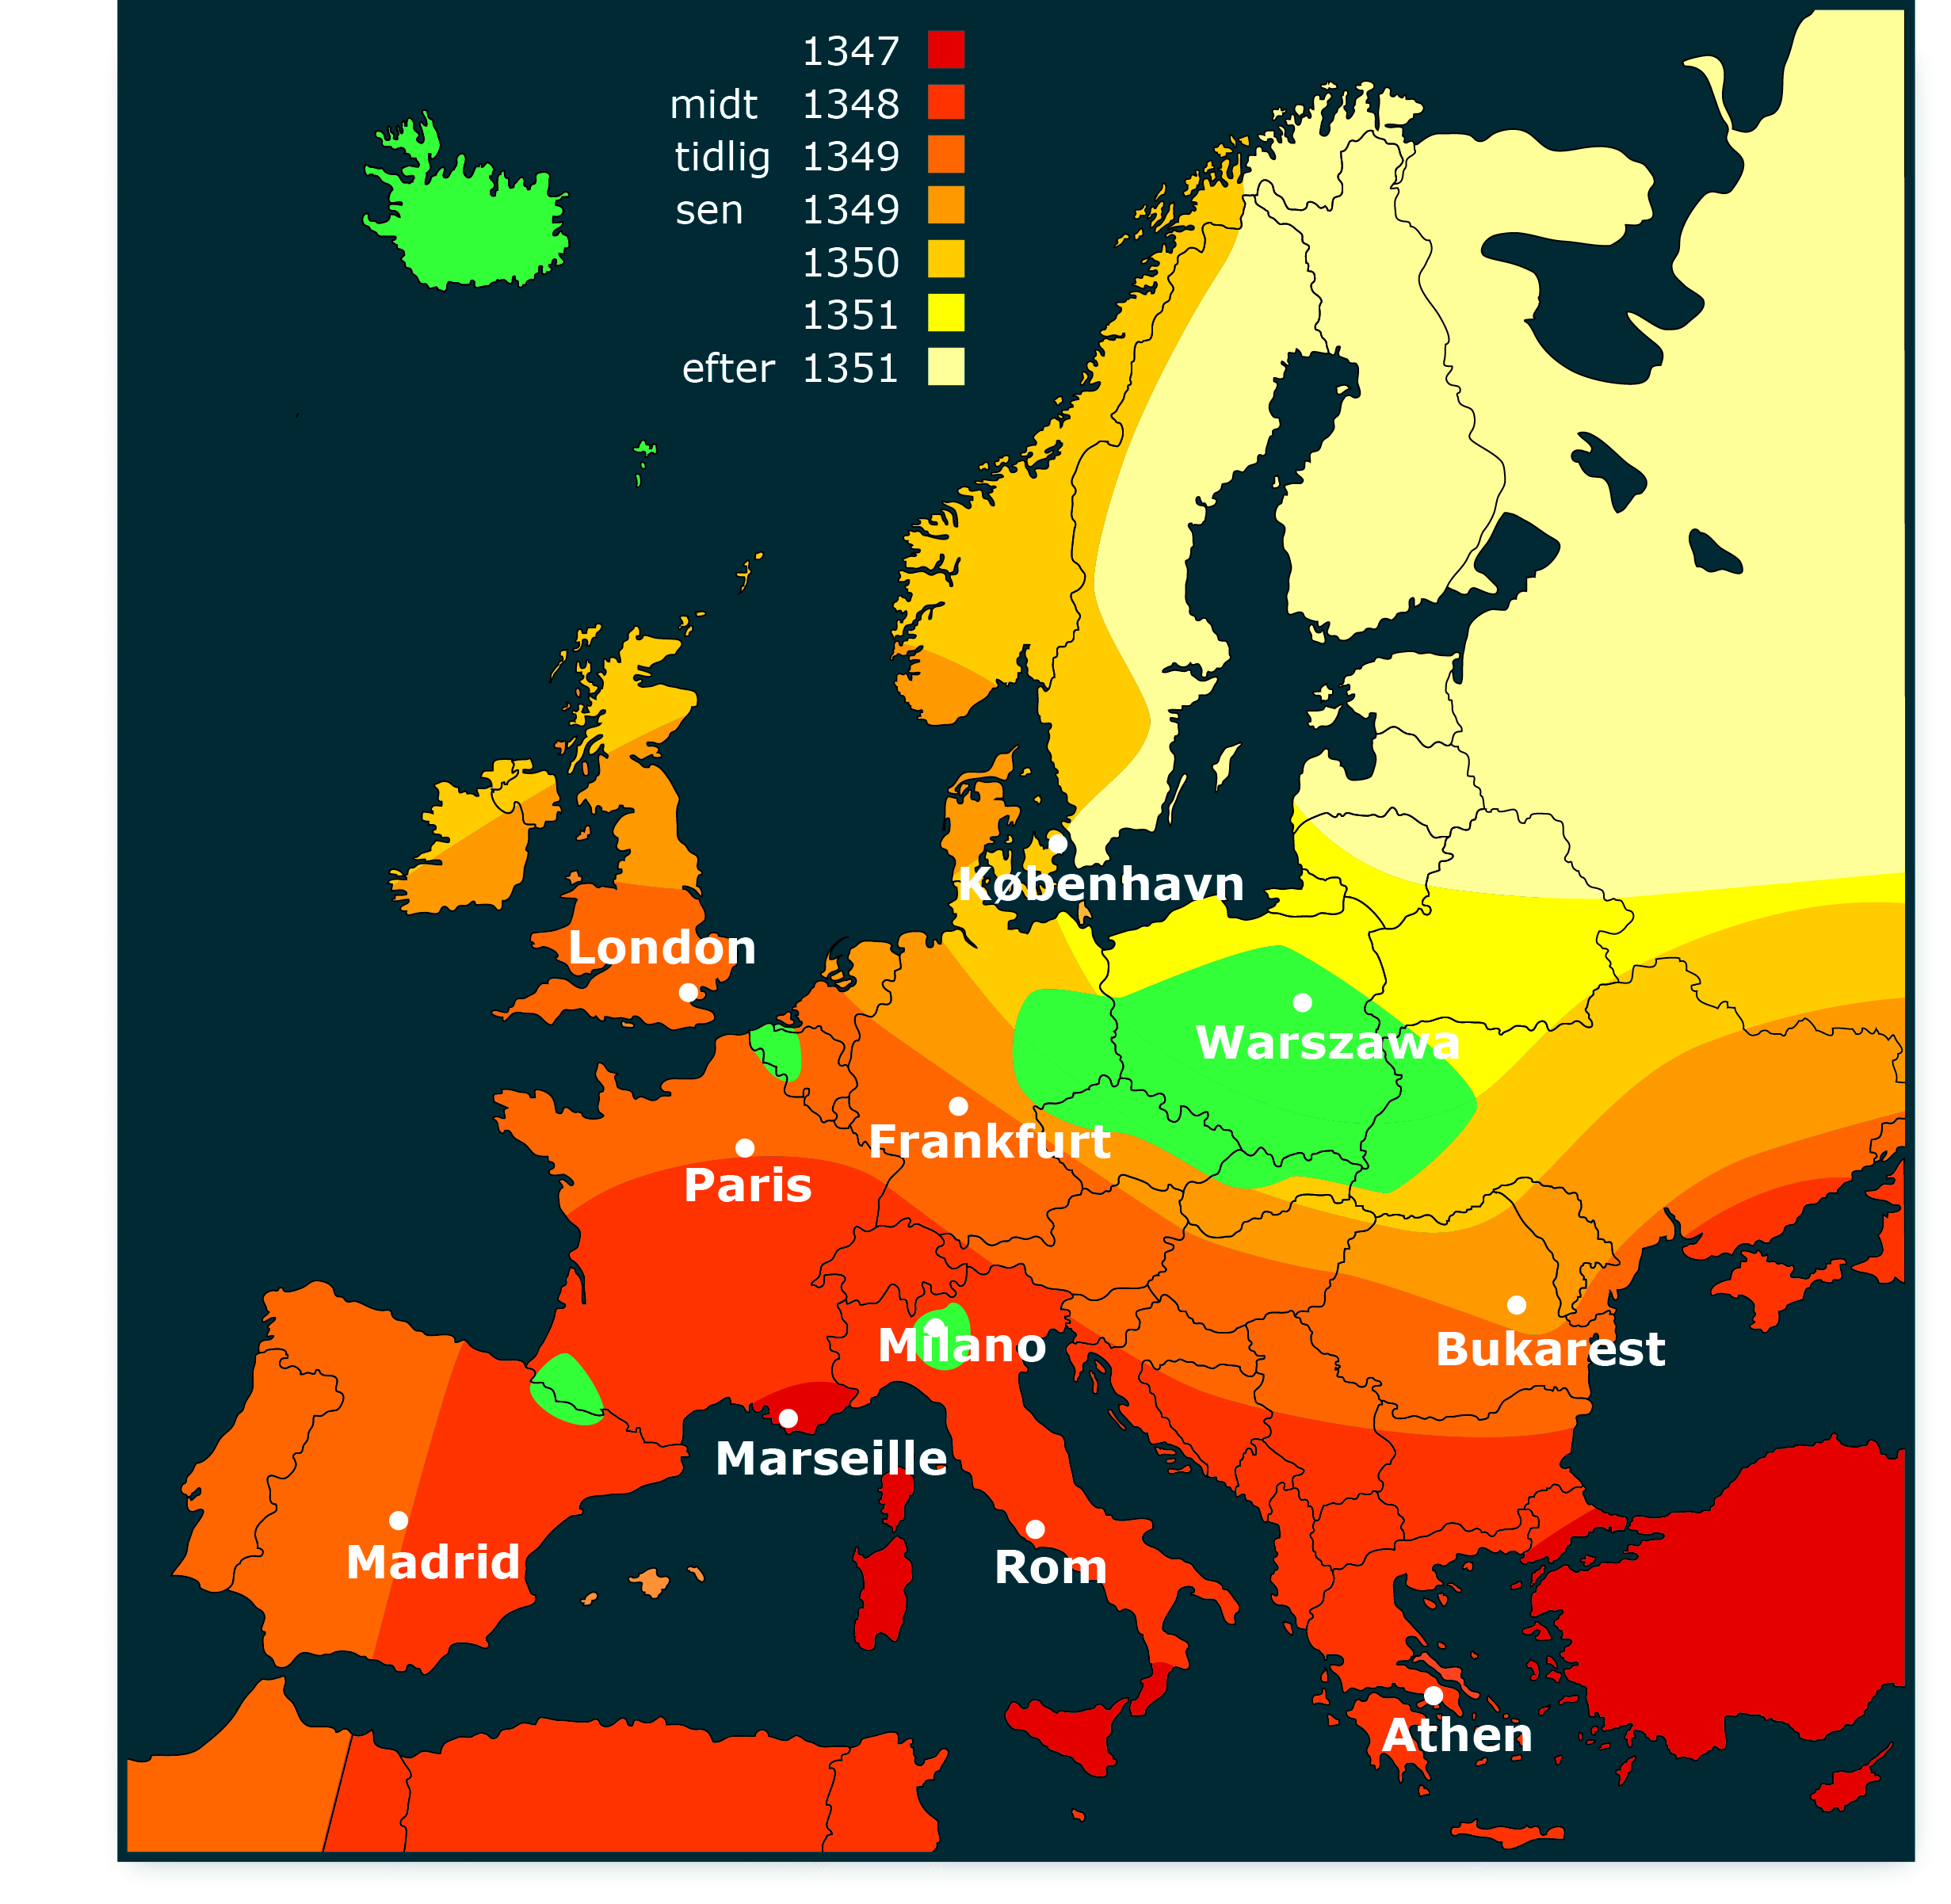 1347
midt 1348
tidlig 1349
sen 1349
1350
1351
efter 1351
København
London
Warszawa
Frankfurt
Paris
Milano
Bukarest
Marseille
Madrid
Rom
Athen